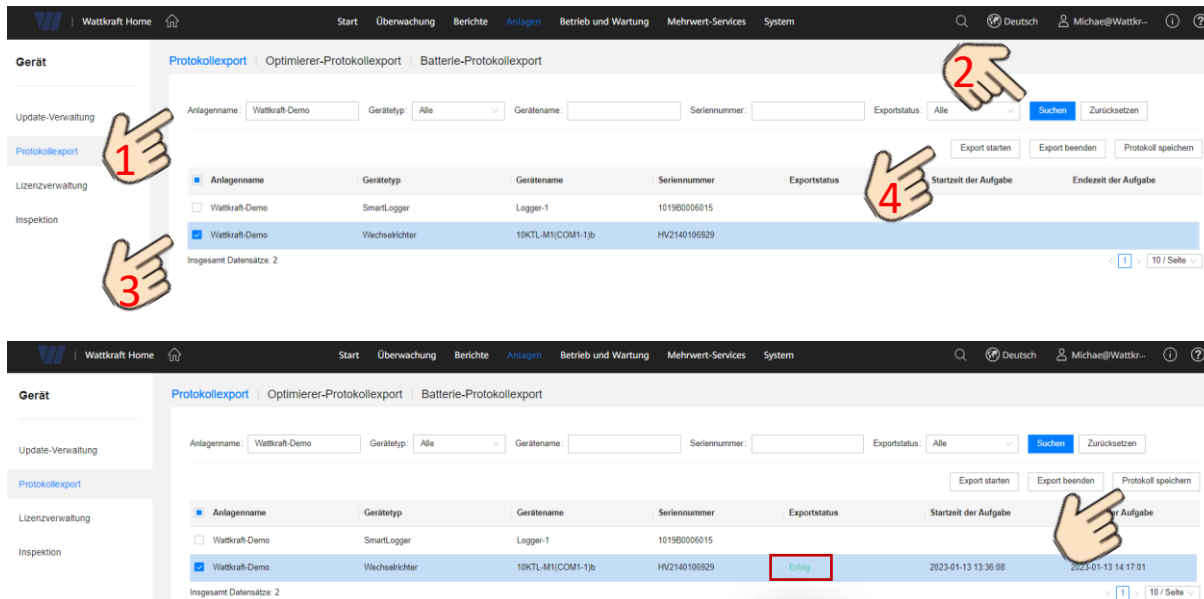 Wattkraft Home Start Überwachung Berichte Anlagen Betrieb und Wartung Mehrwert-Services System Deutsch Michae@Wattkr...
Gerät
Protokollexport Optimierer-Protokollexport Batterie-Protokollexport
2
Update-Verwaltung
Anlagenname: Wattkraft-Demo Gerätetyp: Alle Gerätename: Seriennummer: Exportstatus: Alle Suchen Zurücksetzen
Protokollexport
1
Export starten Export beenden Protokoll speichern
Lizenzverwaltung
Anlagenname Gerätetyp Gerätename Seriennummer Exportstatus Startzeit der Aufgabe Endezeit der Aufgabe
4
Wattkraft-Demo SmartLogger Logger-1 1019B0006015
Inspektion
Wattkraft-Demo Wechselrichter 10KTL-M1(COM1-1)b HV2140106929
Insgesamt Datensätze: 2 < 1 > 10 / Seite
3
Wattkraft Home Start Überwachung Berichte Anlagen Betrieb und Wartung Mehrwert-Services System Deutsch Michae@Wattkr...
Gerät
Protokollexport Optimierer-Protokollexport Batterie-Protokollexport
Update-Verwaltung
Anlagenname: Wattkraft-Demo Gerätetyp: Alle Gerätename: Seriennummer: Exportstatus: Alle Suchen Zurücksetzen
Protokollexport
Export starten Export beenden Protokoll speichern
Lizenzverwaltung
Anlagenname Gerätetyp Gerätename Seriennummer Exportstatus Startzeit der Aufgabe der Aufgabe
Wattkraft-Demo SmartLogger Logger-1 1019B0006015
Inspektion
Wattkraft-Demo Wechselrichter 10KTL-M1(COM1-1)b HV2140106929 Erfolg 2023-01-13 13:36:08 2023-01-13 14:17:01
Insgesamt Datensätze: 2 < 1 > 10 / Seite